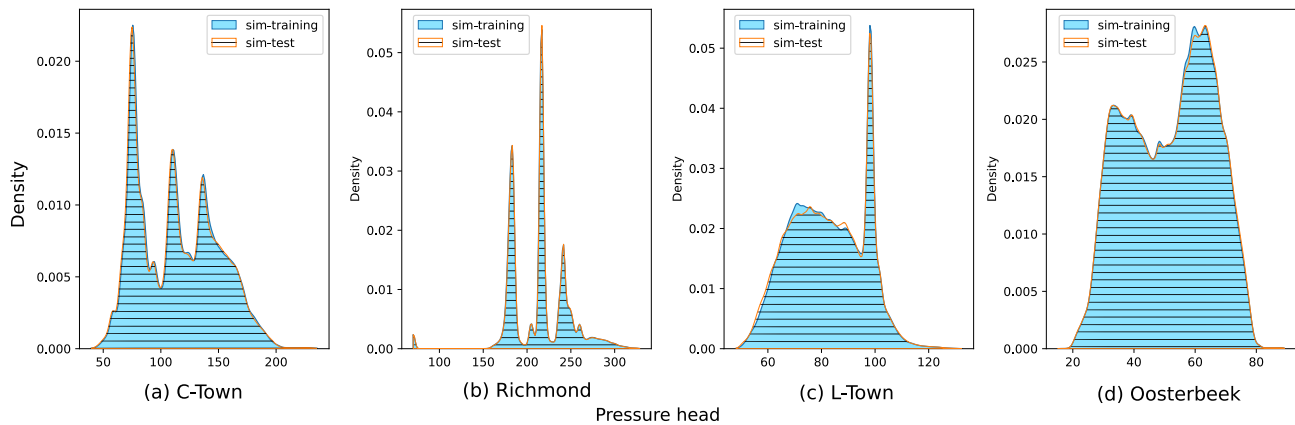 sim-training
sim-test
Density
0.020
0.015
0.010
0.005
0.000
50
100
150
200
(a) C-Town
sim-training
sim-test
Density
0.05
0.04
0.03
0.02
0.01
0.00
100
150
200
250
300
(b) Richmond
sim-training
sim-test
Density
0.05
0.04
0.03
0.02
0.01
0.00
60
80
100
120
(c) L-Town
sim-training
sim-test
Density
0.025
0.020
0.015
0.010
0.005
0.000
20
40
60
80
(d) Oosterbeek
Pressure head